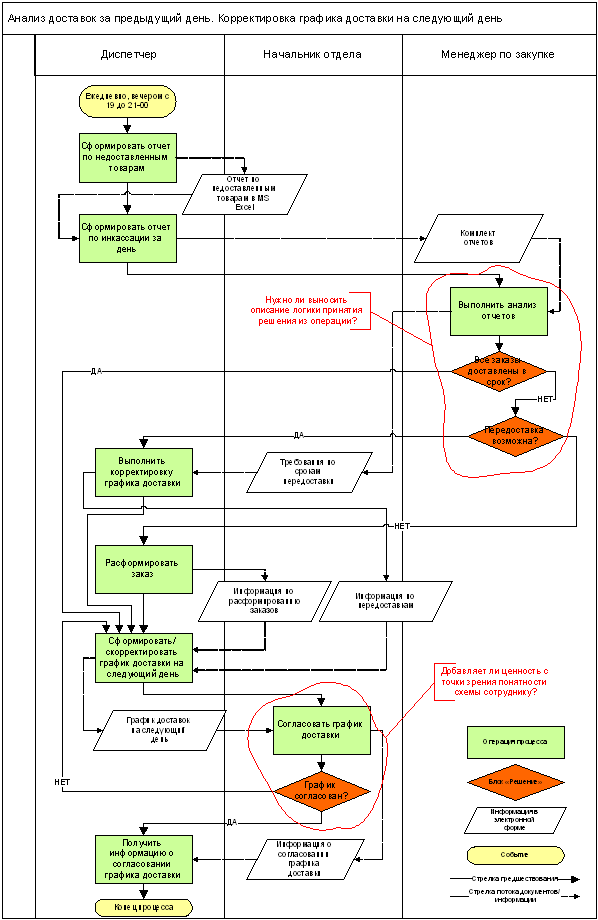 Анализ доставок за предыдущий день. Корректировка графика доставки на следующий день
Диспетчер
Начальник отдела
Менеджер по закупке
Ежедневно, вечером с
19 до 21-00
Сформировать отчет
по недоставленным
товарам
Отчет по
недоставленным
товарам в MS
Excel
Сформировать отчет
по инкассации за
день
Комплект
отчетов
Нужно ли выносить
описание логики принятия
решения из операции?
Выполнить анализ
отчетов
Все заказы
доставлены в
срок?
ДА
НЕТ
Передоставка
возможна?
ДА
Выполнить
корректировку
графика доставки
Требования по
срокам
передоставки
НЕТ
Расформировать
заказ
Информация по
расформированию
заказов
Информация по
передоставкам
Сформировать/
скорректировать
график доставки на
следующий день
Добавляет ли ценность с
точки зрения понятности
схемы сотруднику?
График доставок
на следующий
день
Согласовать график
доставки
Операция процесса
НЕТ
График
согласован?
Блок «Решение»
Информация в
электронной
форме
ДА
Получить
информацию о
согласовании
графика доставки
Информация о
согласовании
графика
доставки
Событие
Стрелка предшествования
Стрелка потока документов/
информации
Конец процесса